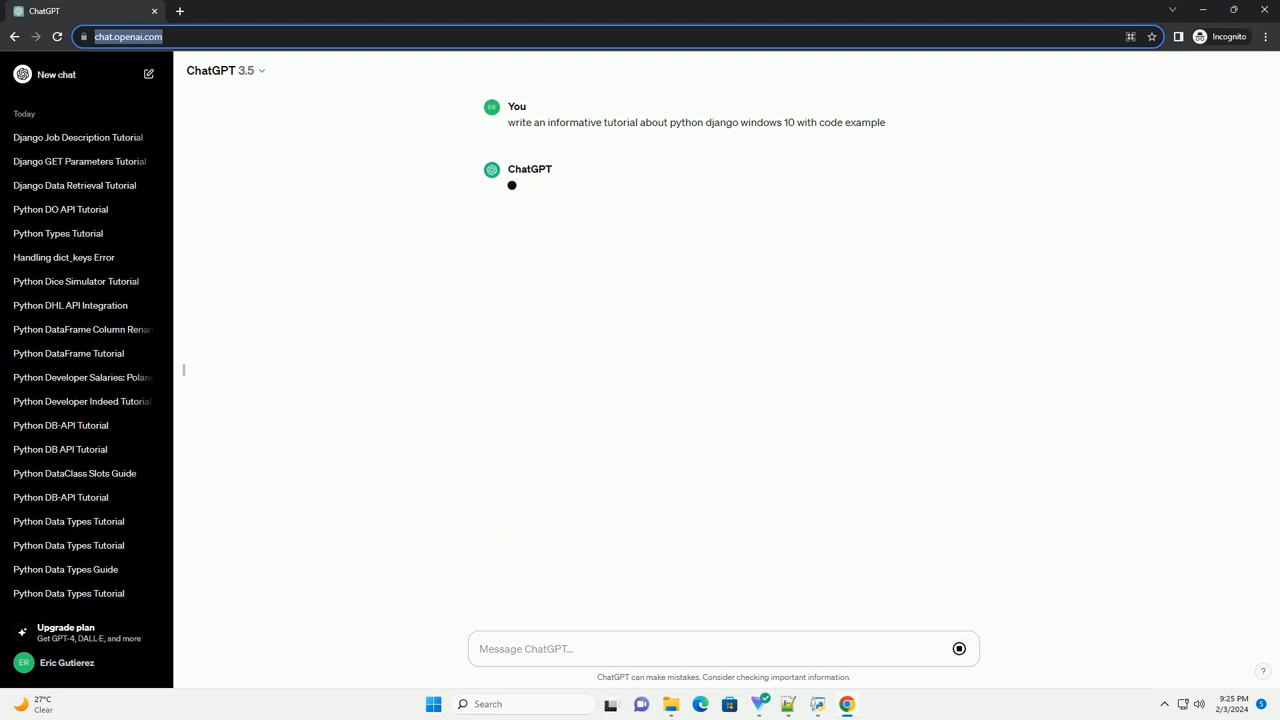 ChatGPT
chat.openai.com
Incognito
New chat
Today
Django Job Description Tutorial
Django GET Parameters Tutorial
Django Data Retrieval Tutorial
Python DO API Tutorial
Python Types Tutorial
Handling dict_keys Error
Python Dice Simulator Tutorial
Python DHL API Integration
Python DataFrame Column Renam
Python DataFrame Tutorial
Python Developer Salaries: Polan
Python Developer Indeed Tutorial
Python DB-API Tutorial
Python DB API Tutorial
Python DataClass Slots Guide
Python DB-API Tutorial
Python Data Types Tutorial
Python Data Types Tutorial
Python Data Types Guide
Python Data Types Tutorial
Upgrade plan
Get GPT-4, DALL·E, and more
ER Eric Gutierez
ChatGPT 3.5
ER You
write an informative tutorial about python django windows 10 with code example
ChatGPT
Message ChatGPT...
ChatGPT can make mistakes. Consider checking important information.
?
27°C
Clear
Search
9:25 PM
2/3/2024
5